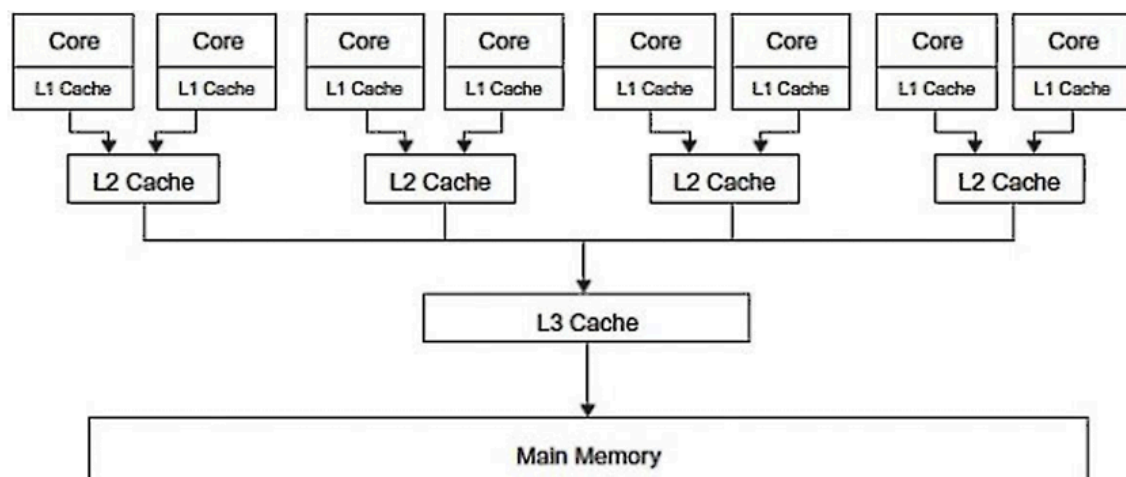 Core Core Core Core Core Core Core Core
L1 Cache L1 Cache L1 Cache L1 Cache L1 Cache L1 Cache L1 Cache L1 Cache
L2 Cache L2 Cache L2 Cache L2 Cache
L3 Cache
Main Memory